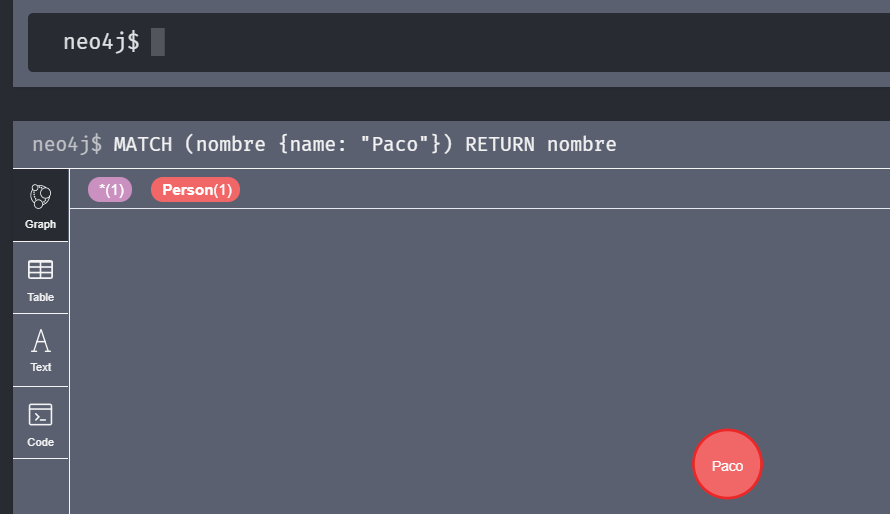 neo4j$
neo4j$ MATCH (nombre {name: "Paco"}) RETURN nombre
*(1) Person(1)
Graph
Table
Text
Code
Paco